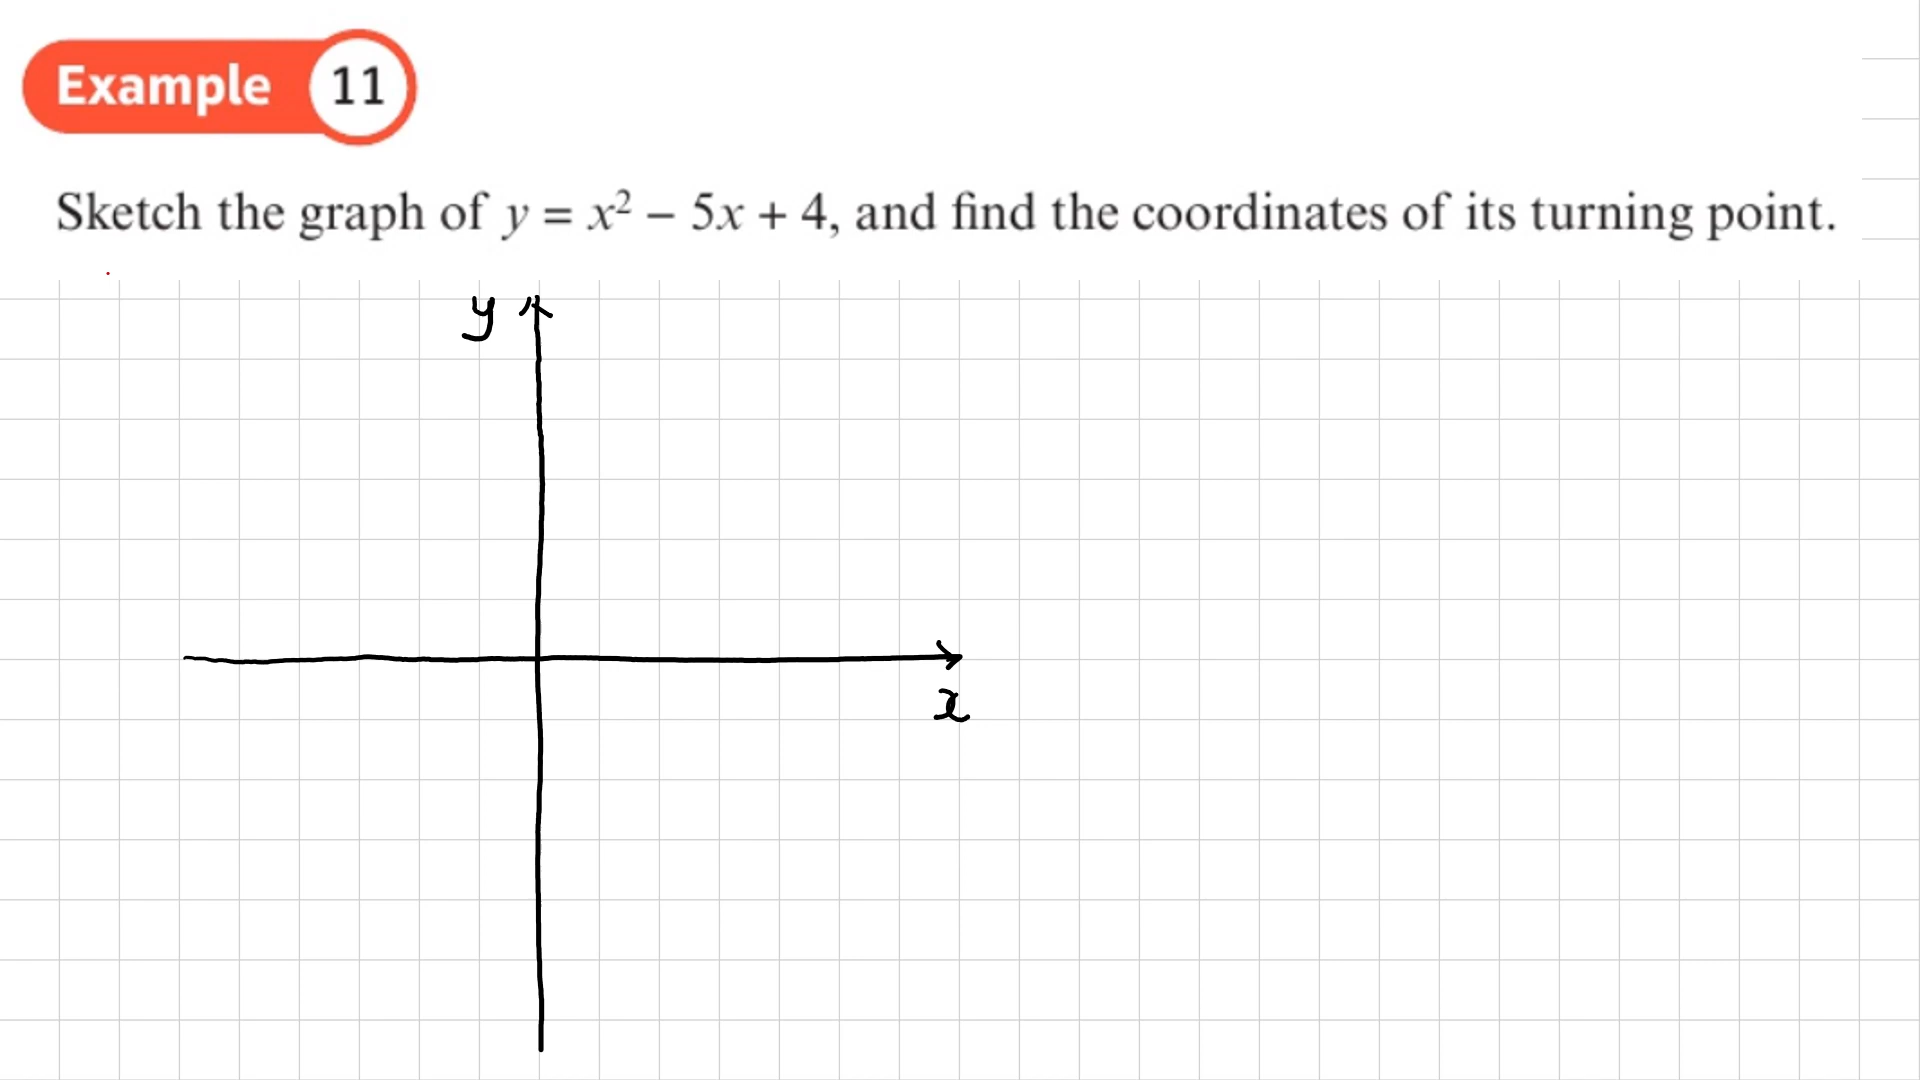 Example 11
Sketch the graph of y = x² – 5x + 4, and find the coordinates of its turning point.
y
x